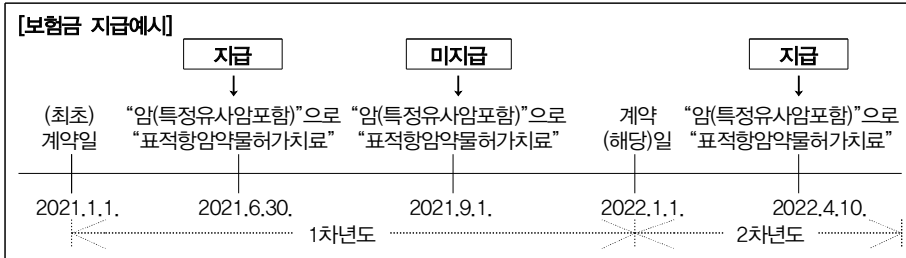 [보험금 지급예시]
지급 미지급 지급
(최초) “암(특정유사암포함)”으로 “암(특정유사암포함)”으로 계약 “암(특정유사암포함)”으로
계약일 “표적항암약물허가치료” “표적항암약물허가치료” (해당)일 “표적항암약물허가치료”
2021.1.1. 2021.6.30. 2021.9.1. 2022.1.1. 2022.4.10.
1차년도 2차년도